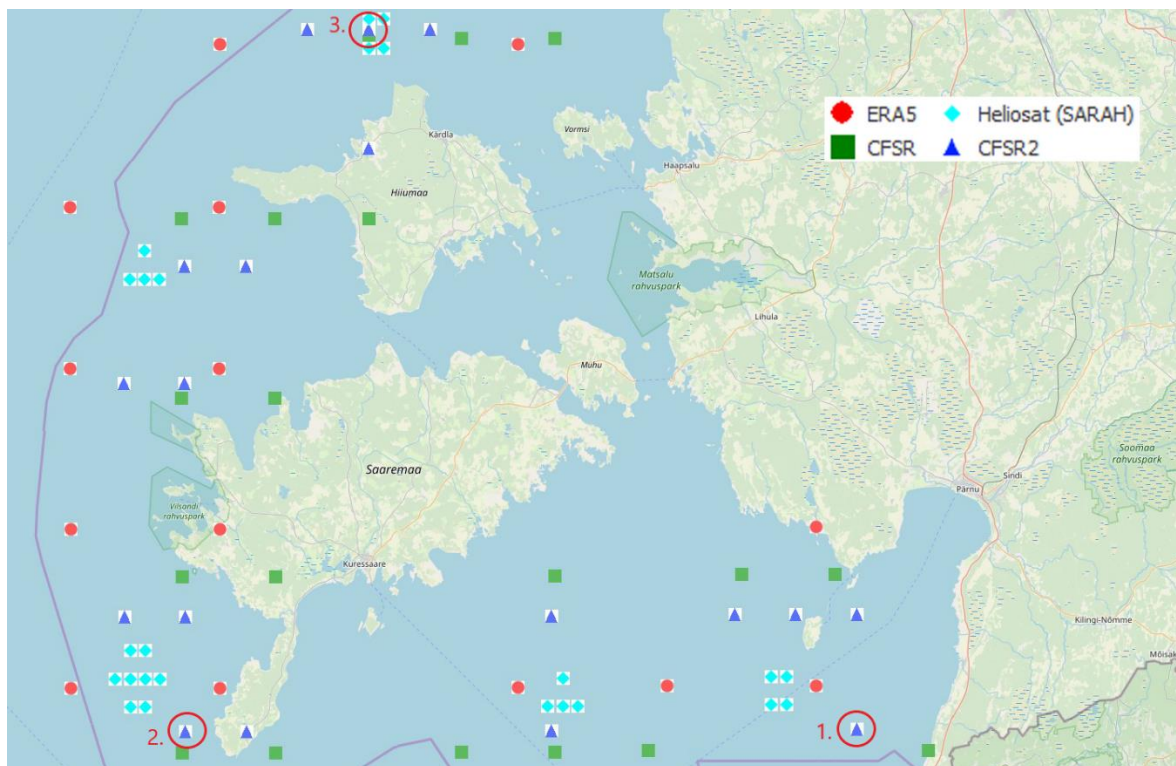 3.
ERA5
Heliosat (SARAH)
CFSR
CFSR2
Kärdla
Vormsi
Haapsalu
Hiiumaa
Matsalu
rahvuspark
Lihula
Muhu
Soomaa
rahvuspark
Saaremaa
Sindi
Pärnu
Vilsandi
rahvuspark
Kuressaare
Kilingi-Nõmme
Mõisak
2.
1.